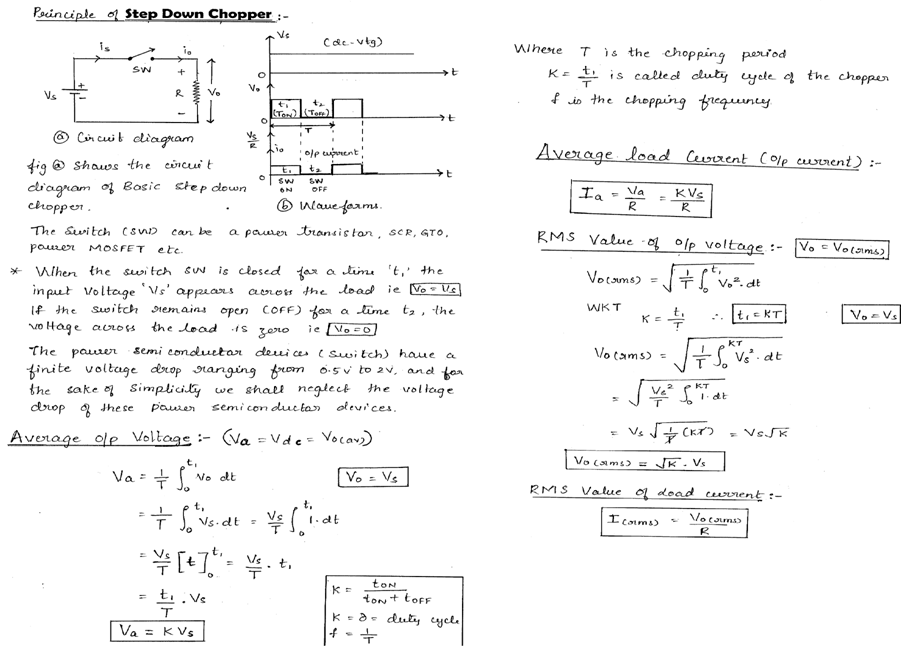 Principle of Step Down Chopper :-
is
SW
io
+
Vs
+
-
R
Vo
-
ⓐ Circuit diagram
Vs
(dc-Vtg)
0
t
Vo
t1
(TON)
t2
(TOFF)
0
t
T
Vs/R
io
o/p current
t1
t2
0
t
SW ON
SW OFF
ⓑ Waveforms.
fig ⓐ Shows the circuit
diagram of Basic step down
chopper.
The Switch (SW) can be a power transistor, SCR, GTO,
power MOSFET etc.
* When the switch SW is closed for a time 't1' the
input Voltage 'Vs' appears across the load ie Vo = Vs
If the switch remains open (OFF) for a time t2, the
voltage across the load is zero ie Vo = 0
The power semi conductor devices (Switch) have a
finite voltage drop ranging from 0.5V to 2V, and for
the sake of Simplicity we shall neglect the voltage
drop of these power semiconductor devices.
Average o/p Voltage :- (Va = Vdc = Vo(av))
Va = 1/T ∫₀^t1 Vo dt    Vo = Vs
= 1/T ∫₀^t1 Vs.dt = Vs/T ∫₀^t1 1.dt
= Vs/T [t]₀^t1 = Vs/T . t1
= t1/T . Vs
Va = K Vs
K = tON / (tON + tOFF)
K = ∂ = duty cycle
f = 1/T
Where T is the chopping period
K = t1/T is called duty cycle of the chopper
f is the chopping frequency
Average load Current (o/p current) :-
Ia = Va/R = KVs/R
RMS Value of o/p voltage :- Vo = Vo(rms)
Vo(rms) = √(1/T ∫₀^t1 Vo².dt)
WKT K = t1/T ∴ t1 = KT    Vo = Vs
Vo(rms) = √(1/T ∫₀^KT Vs².dt)
= √(Vs²/T ∫₀^KT 1.dt)
= Vs √(1/T (KT)) = Vs√K
Vo(rms) = √K . Vs
RMS Value of load current :-
I(rms) = Vo(rms)/R